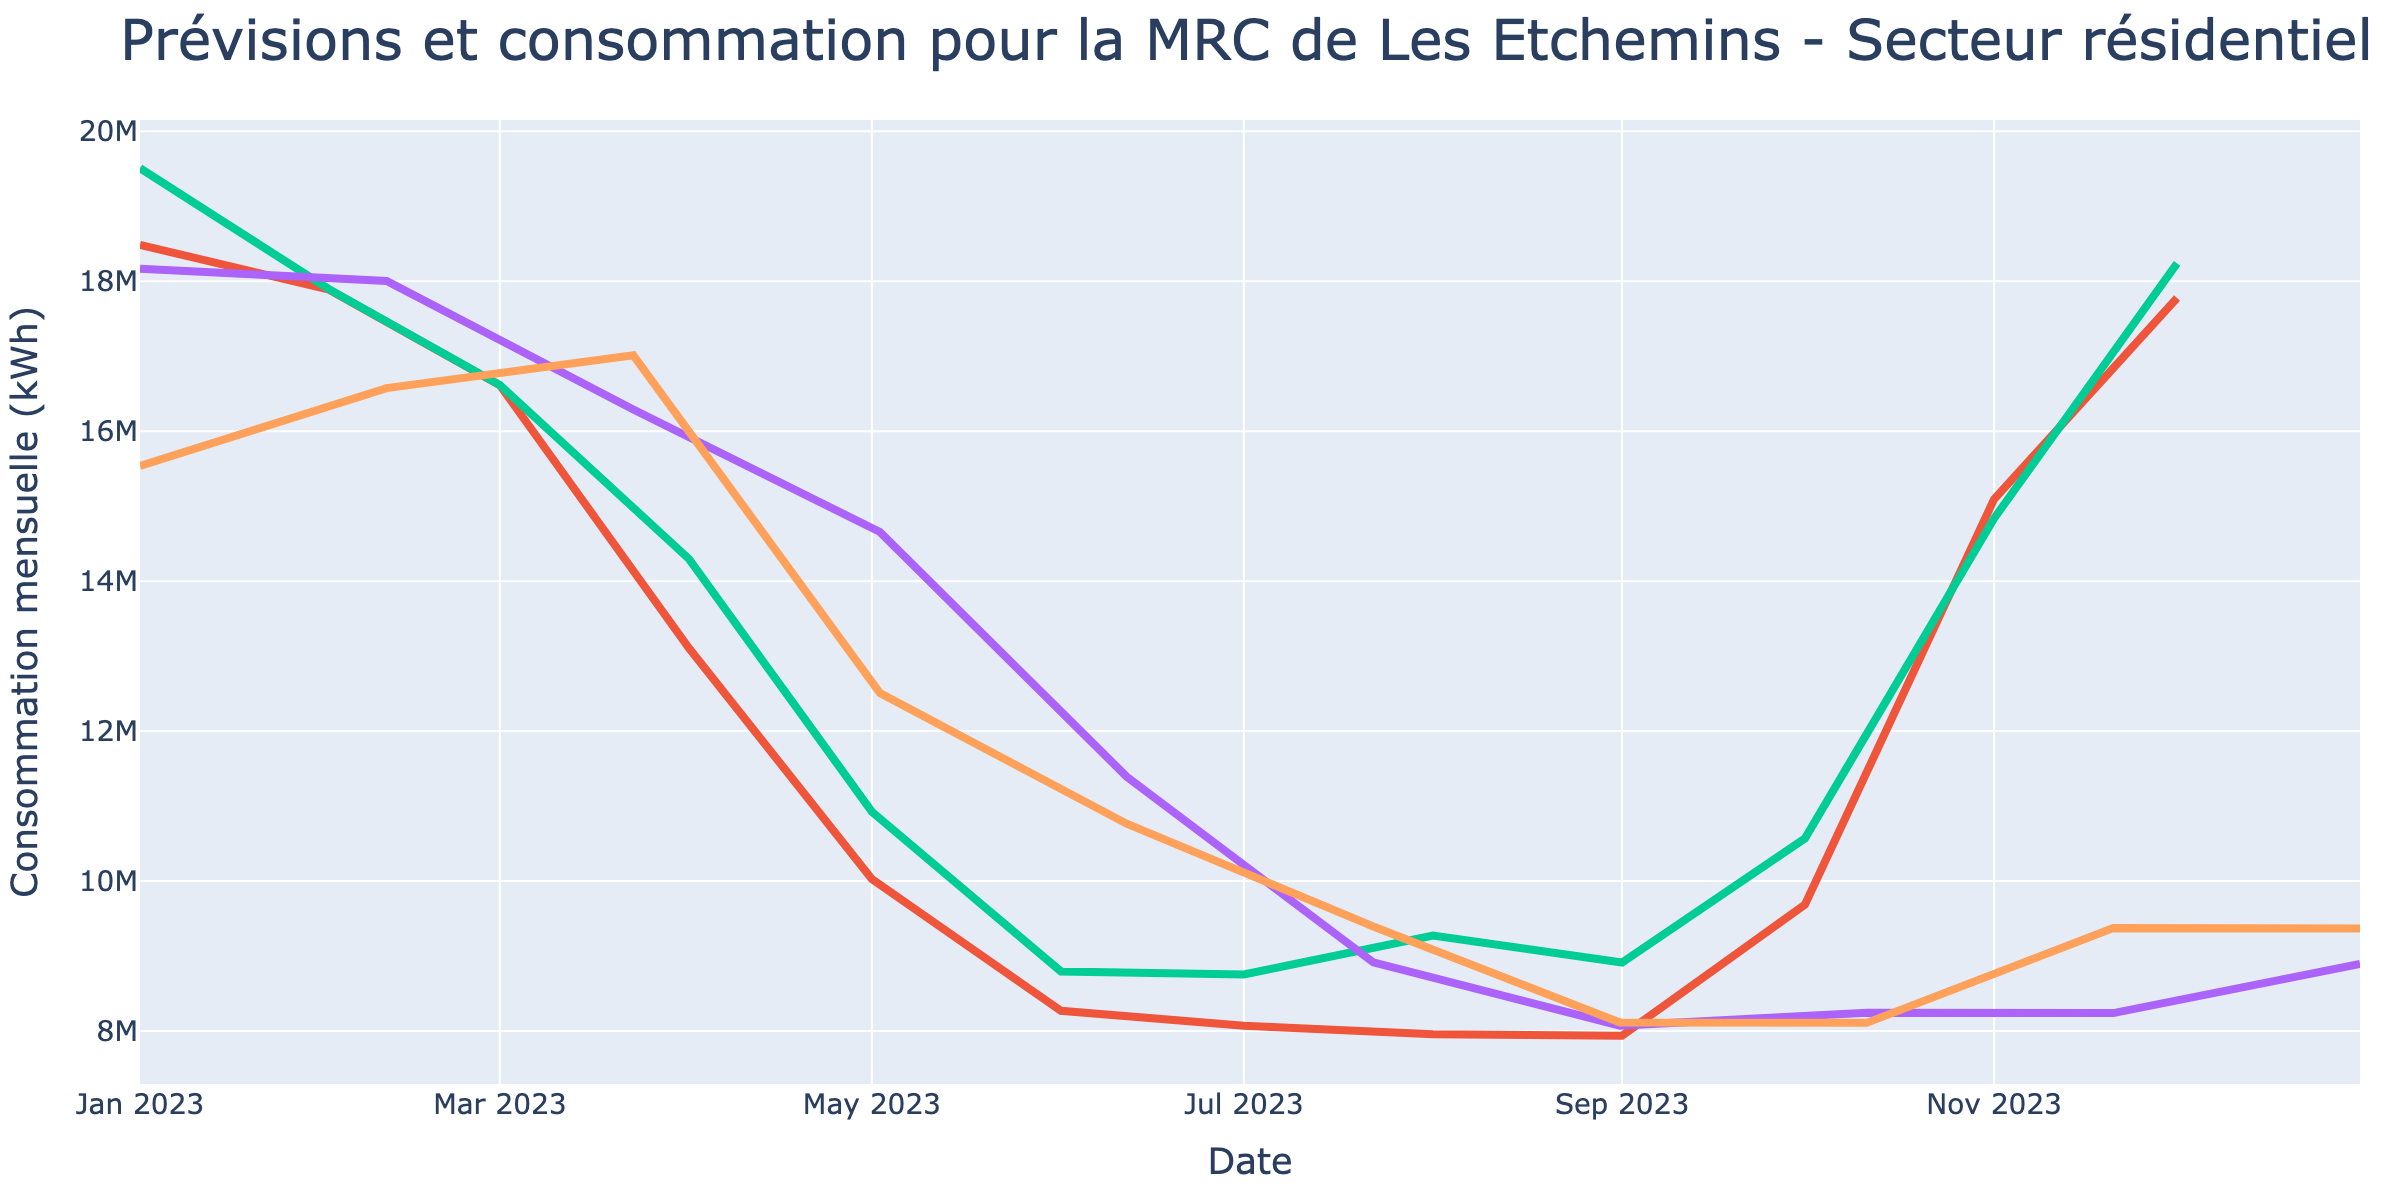 Prévisions et consommation pour la MRC de Les Etchemins - Secteur résidentiel
Consommation mensuelle (kWh)
20M
18M
16M
14M
12M
10M
8M
Jan 2023
Mar 2023
May 2023
Jul 2023
Sep 2023
Nov 2023
Date